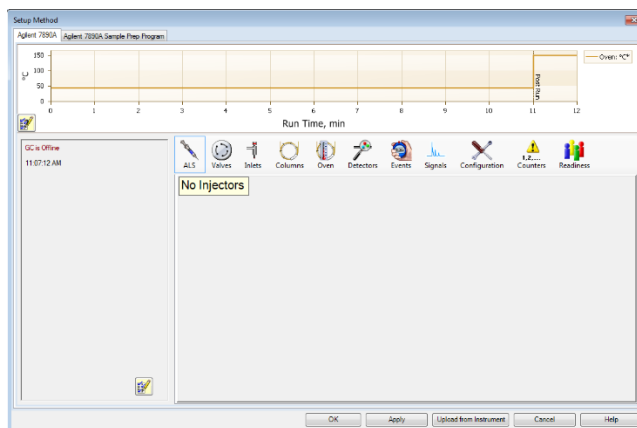 Setup Method
Agilent 7890A Agilent 7890A Sample Prep Program
150
100
50
0
°C
0 1 2 3 4 5 6 7 8 9 10 11 12
Run Time, min
Post Run
Oven: °C*
GC is Offline
11:07:12 AM
ALS Valves Inlets Columns Oven Detectors Events Signals Configuration 1,2,... Counters Readiness
No Injectors
OK Apply Upload from Instrument Cancel Help